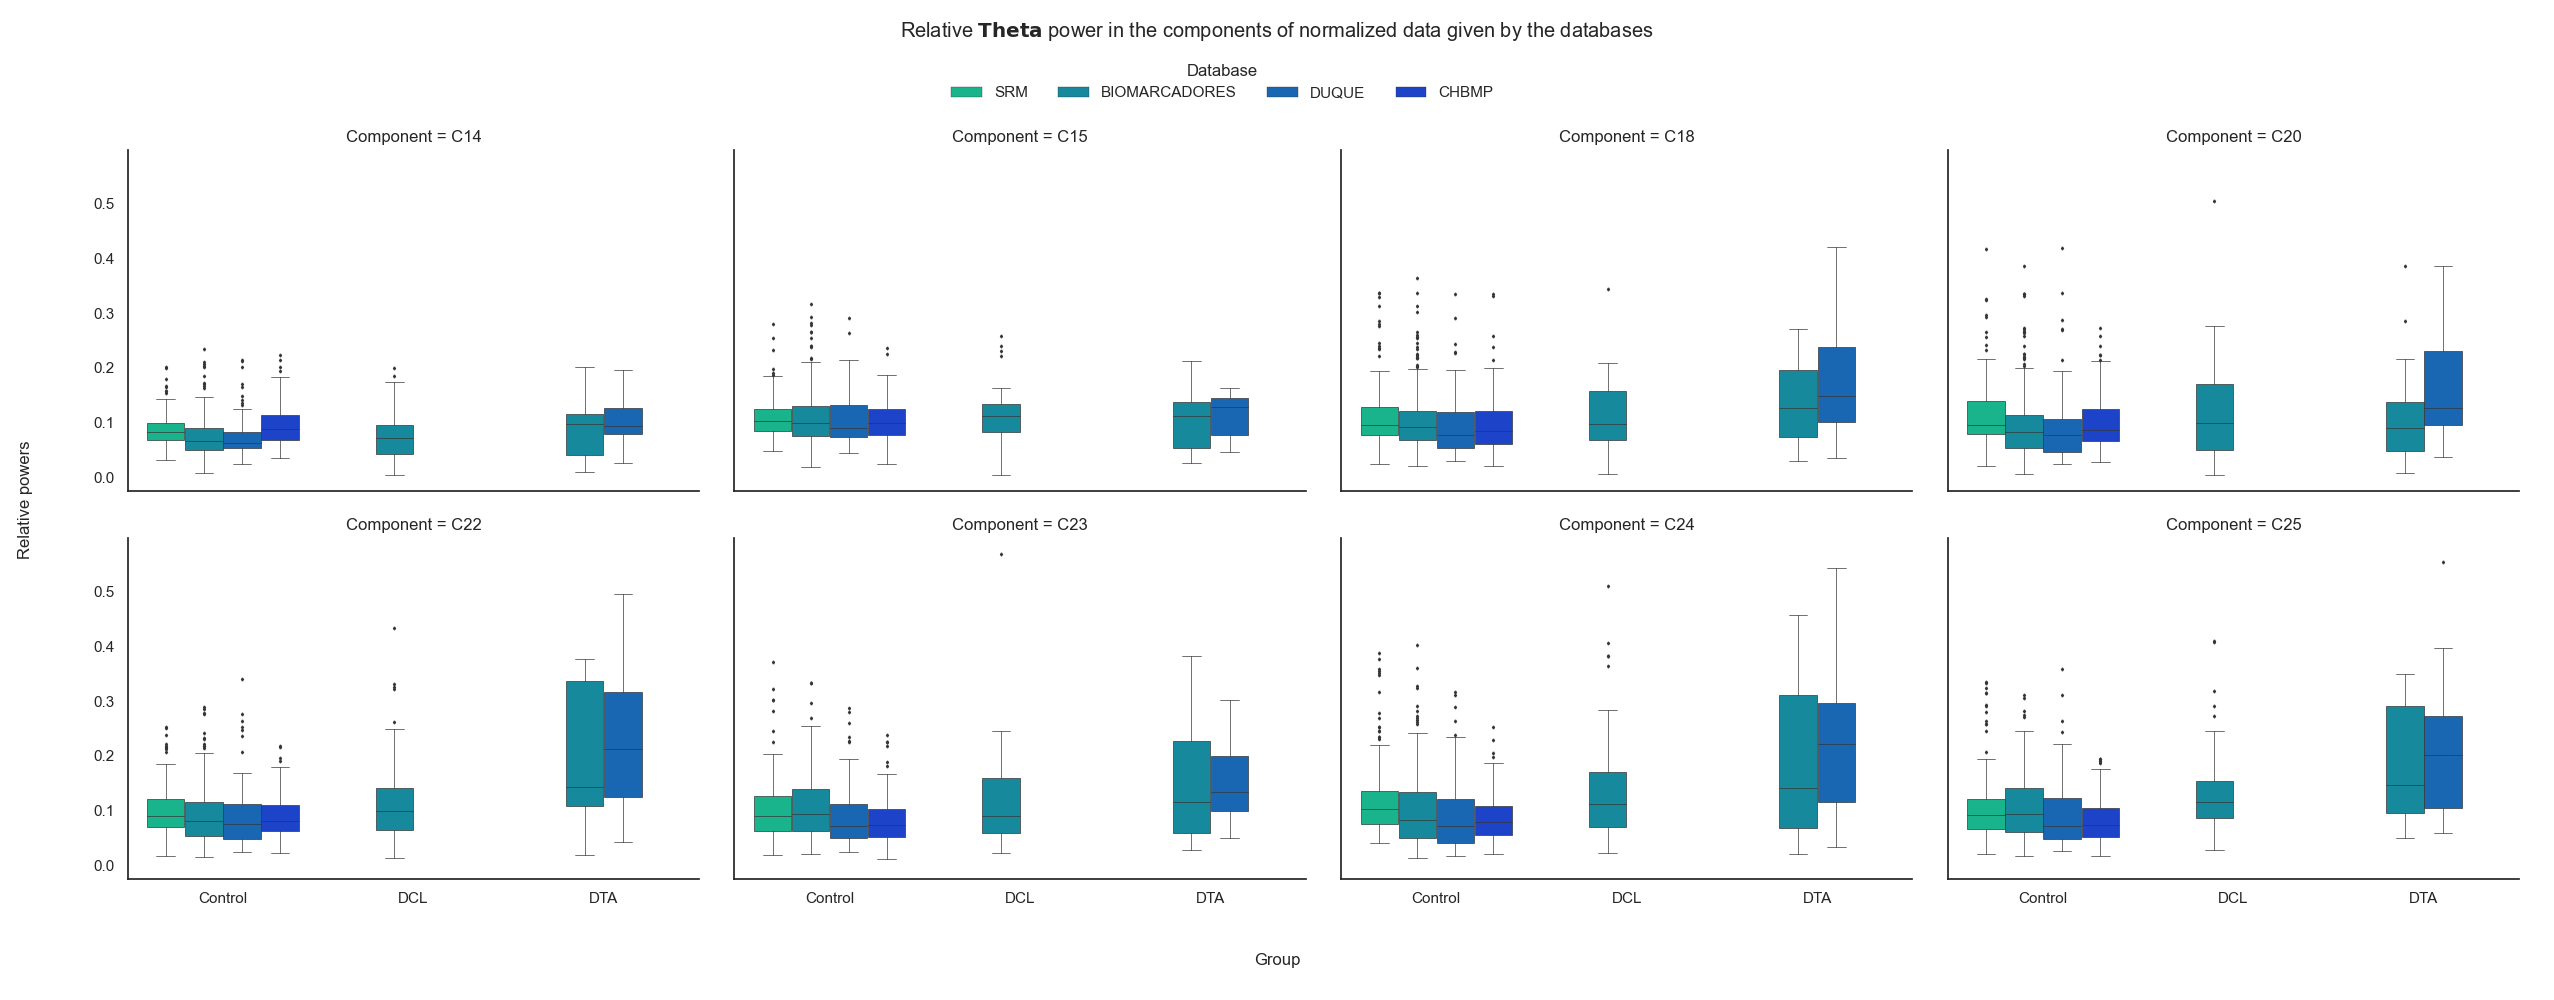 Relative Theta power in the components of normalized data given by the databases
Database
SRM BIOMARCADORES DUQUE CHBMP
Component = C14 Component = C15 Component = C18 Component = C20
0.5
0.4
0.3
0.2
0.1
0.0
Relative powers
Component = C22 Component = C23 Component = C24 Component = C25
0.5
0.4
0.3
0.2
0.1
0.0
Control DCL DTA Control DCL DTA Control DCL DTA Control DCL DTA
Group